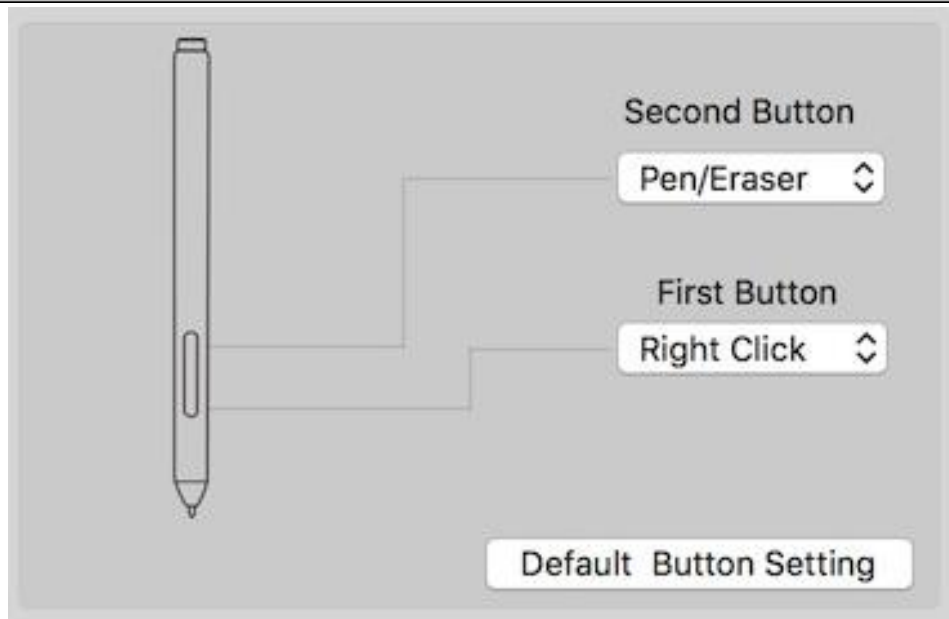 Second Button
Pen/Eraser
First Button
Right Click
Default Button Setting